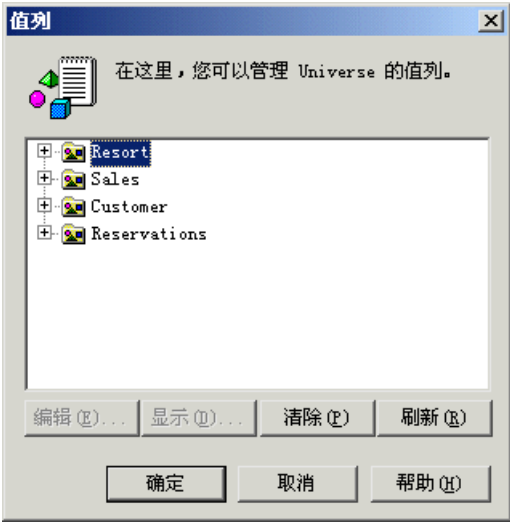 值列
在这里，您可以管理 Universe 的值列。
Resort
Sales
Customer
Reservations
编辑(E)... 显示(D)... 清除(P) 刷新(R)
确定 取消 帮助(H)